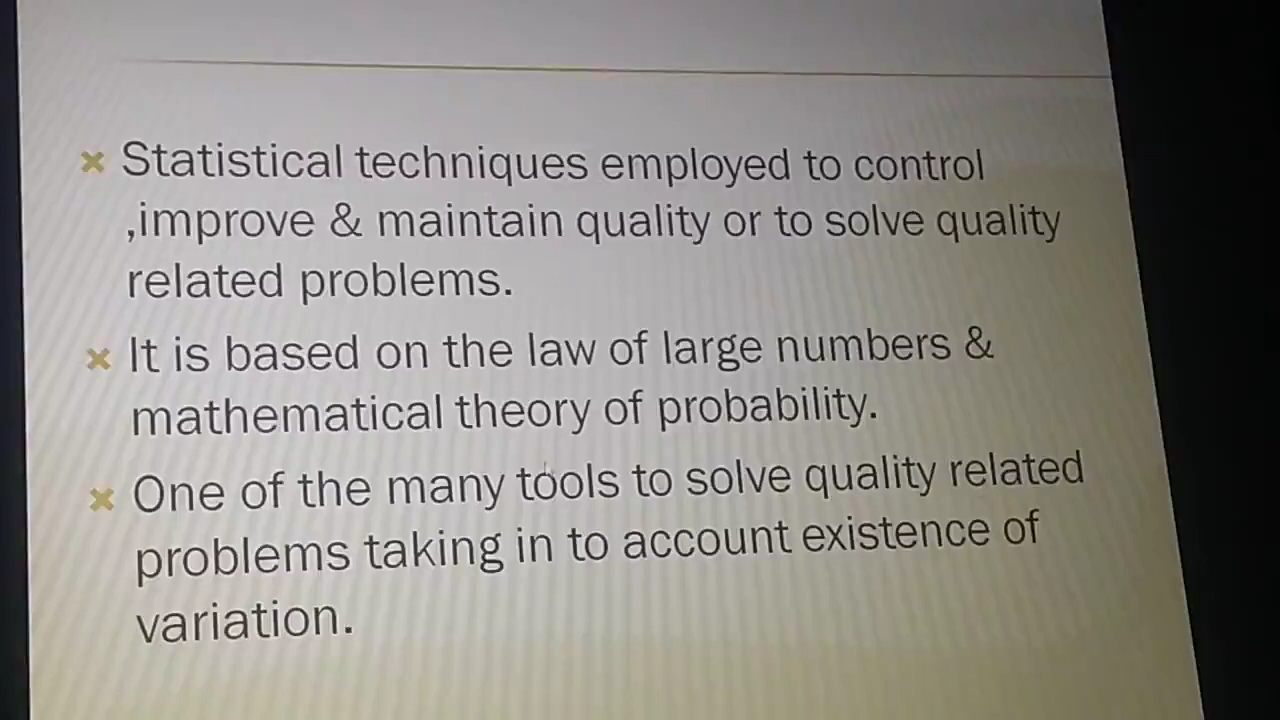 Statistical techniques employed to control
,improve & maintain quality or to solve quality
related problems.
It is based on the law of large numbers &
mathematical theory of probability.
One of the many tools to solve quality related
problems taking in to account existence of
variation.